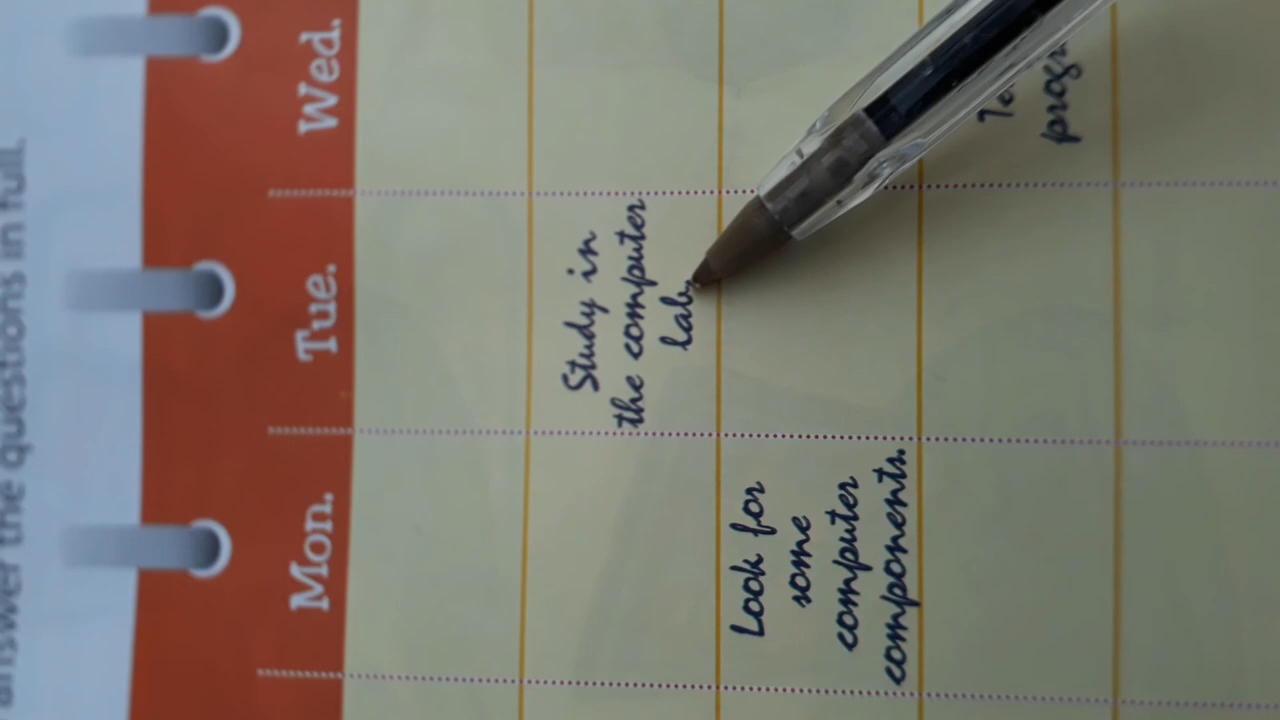 answer the questions in full.
Mon.
Tue.
Wed.
Study in
the computer
lab.
Look for
some
computer
components.